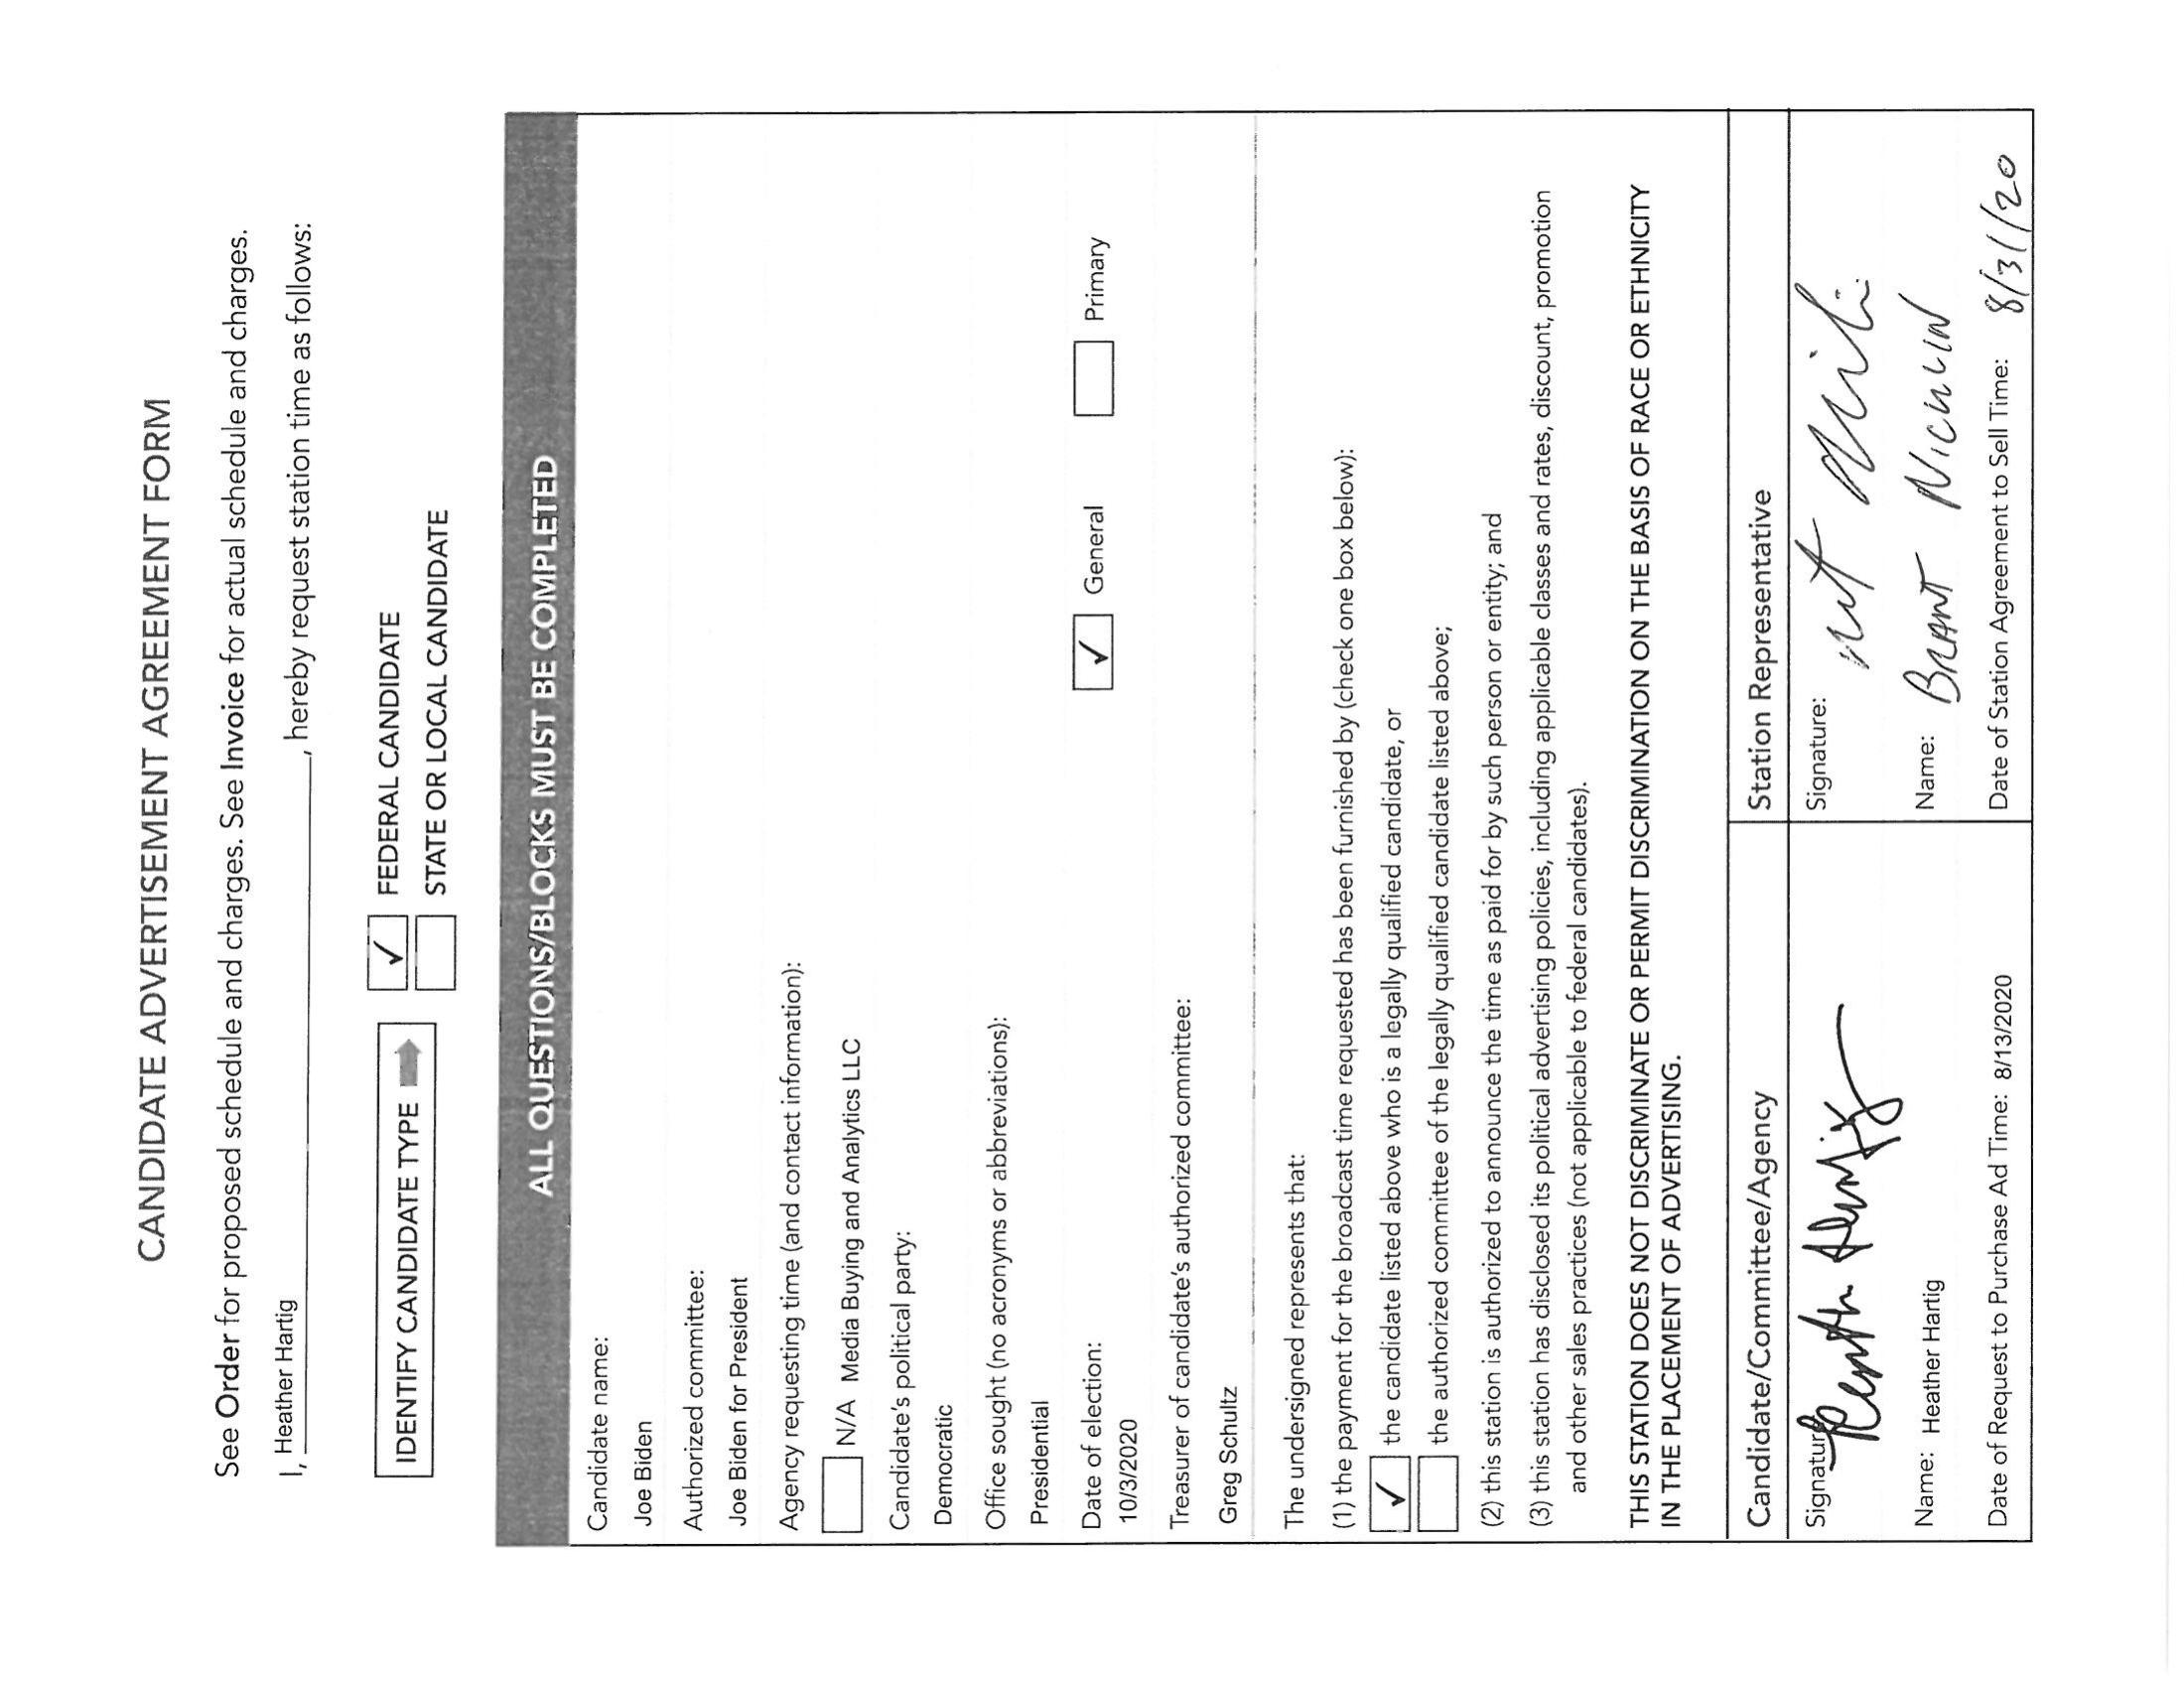 CANDIDATE ADVERTISEMENT AGREEMENT FORM
See Order for proposed schedule and charges. See Invoice for actual schedule and charges.
I, Heather Hartig, hereby request station time as follows:
IDENTIFY CANDIDATE TYPE
✓ FEDERAL CANDIDATE
STATE OR LOCAL CANDIDATE
ALL QUESTIONS/BLOCKS MUST BE COMPLETED
Candidate name:
Joe Biden
Authorized committee:
Joe Biden for President
Agency requesting time (and contact information):
N/A Media Buying and Analytics LLC
Candidate's political party:
Democratic
Office sought (no acronyms or abbreviations):
Presidential
Date of election:
10/3/2020 ✓ General Primary
Treasurer of candidate's authorized committee:
Greg Schultz
The undersigned represents that:
(1) the payment for the broadcast time requested has been furnished by (check one box below):
✓ the candidate listed above who is a legally qualified candidate, or
the authorized committee of the legally qualified candidate listed above;
(2) this station is authorized to announce the time as paid for by such person or entity; and
(3) this station has disclosed its political advertising policies, including applicable classes and rates, discount, promotion
and other sales practices (not applicable to federal candidates).
THIS STATION DOES NOT DISCRIMINATE OR PERMIT DISCRIMINATION ON THE BASIS OF RACE OR ETHNICITY
IN THE PLACEMENT OF ADVERTISING.
Candidate/Committee/Agency
Signature:
Name: Heather Hartig
Date of Request to Purchase Ad Time: 8/13/2020
Station Representative
Signature:
Name: BRANT
Date of Station Agreement to Sell Time: 8/31/20